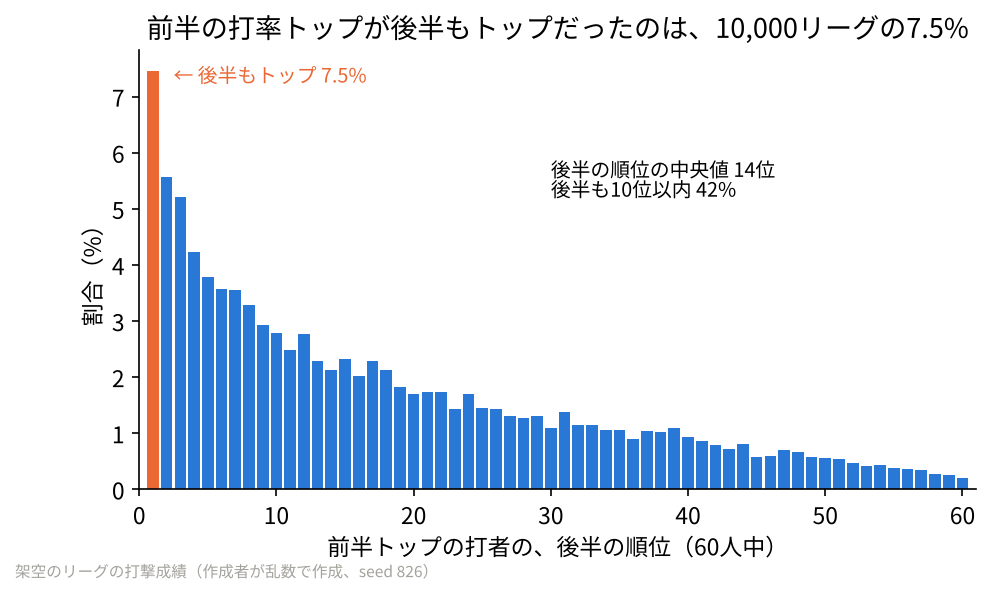 前半の打率トップが後半もトップだったのは、10,000リーグの7.5%
← 後半もトップ 7.5%
後半の順位の中央値 14位
後半も10位以内 42%
割合（%）
7
6
5
4
3
2
1
0
0 10 20 30 40 50 60
前半トップの打者の、後半の順位（60人中）
架空のリーグの打撃成績（作成者が乱数で作成、seed 826）